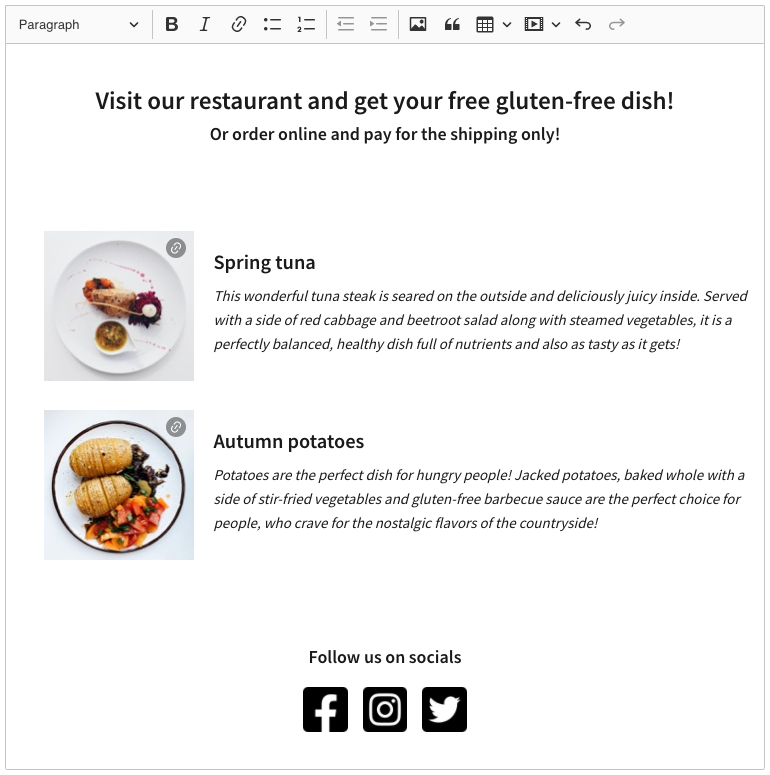 Paragraph
Visit our restaurant and get your free gluten-free dish!
Or order online and pay for the shipping only!
Spring tuna
This wonderful tuna steak is seared on the outside and deliciously juicy inside. Served
with a side of red cabbage and beetroot salad along with steamed vegetables, it is a
perfectly balanced, healthy dish full of nutrients and also as tasty as it gets!
Autumn potatoes
Potatoes are the perfect dish for hungry people! Jacked potatoes, baked whole with a
side of stir-fried vegetables and gluten-free barbecue sauce are the perfect choice for
people, who crave for the nostalgic flavors of the countryside!
Follow us on socials